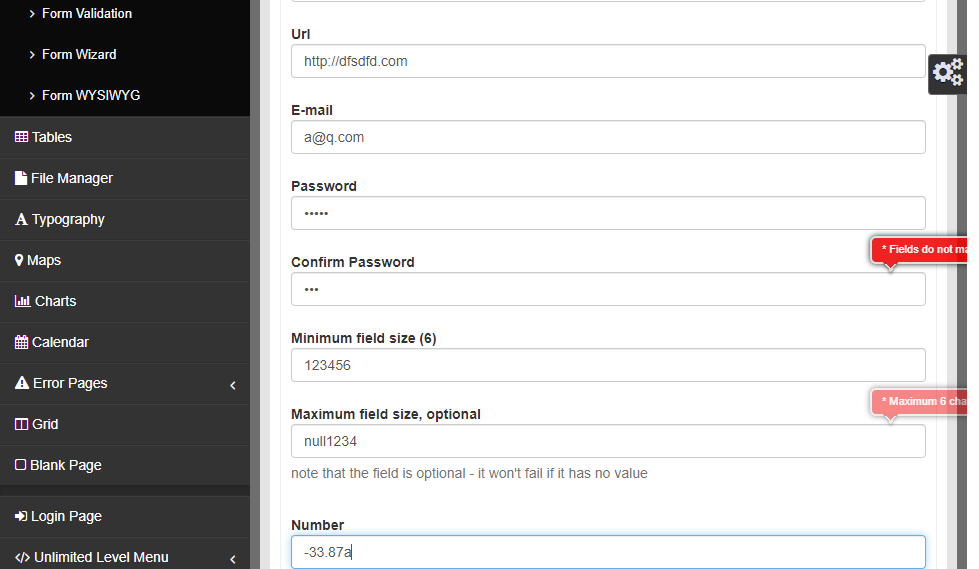 Form Validation
Form Wizard
Form WYSIWYG
Tables
File Manager
Typography
Maps
Charts
Calendar
Error Pages
Grid
Blank Page
Login Page
Unlimited Level Menu
Url
http://dfsdfd.com
E-mail
a@q.com
Password
•••••
* Fields do not ma
Confirm Password
•••
Minimum field size (6)
123456
* Maximum 6 cha
Maximum field size, optional
null1234
note that the field is optional - it won't fail if it has no value
Number
-33.87a